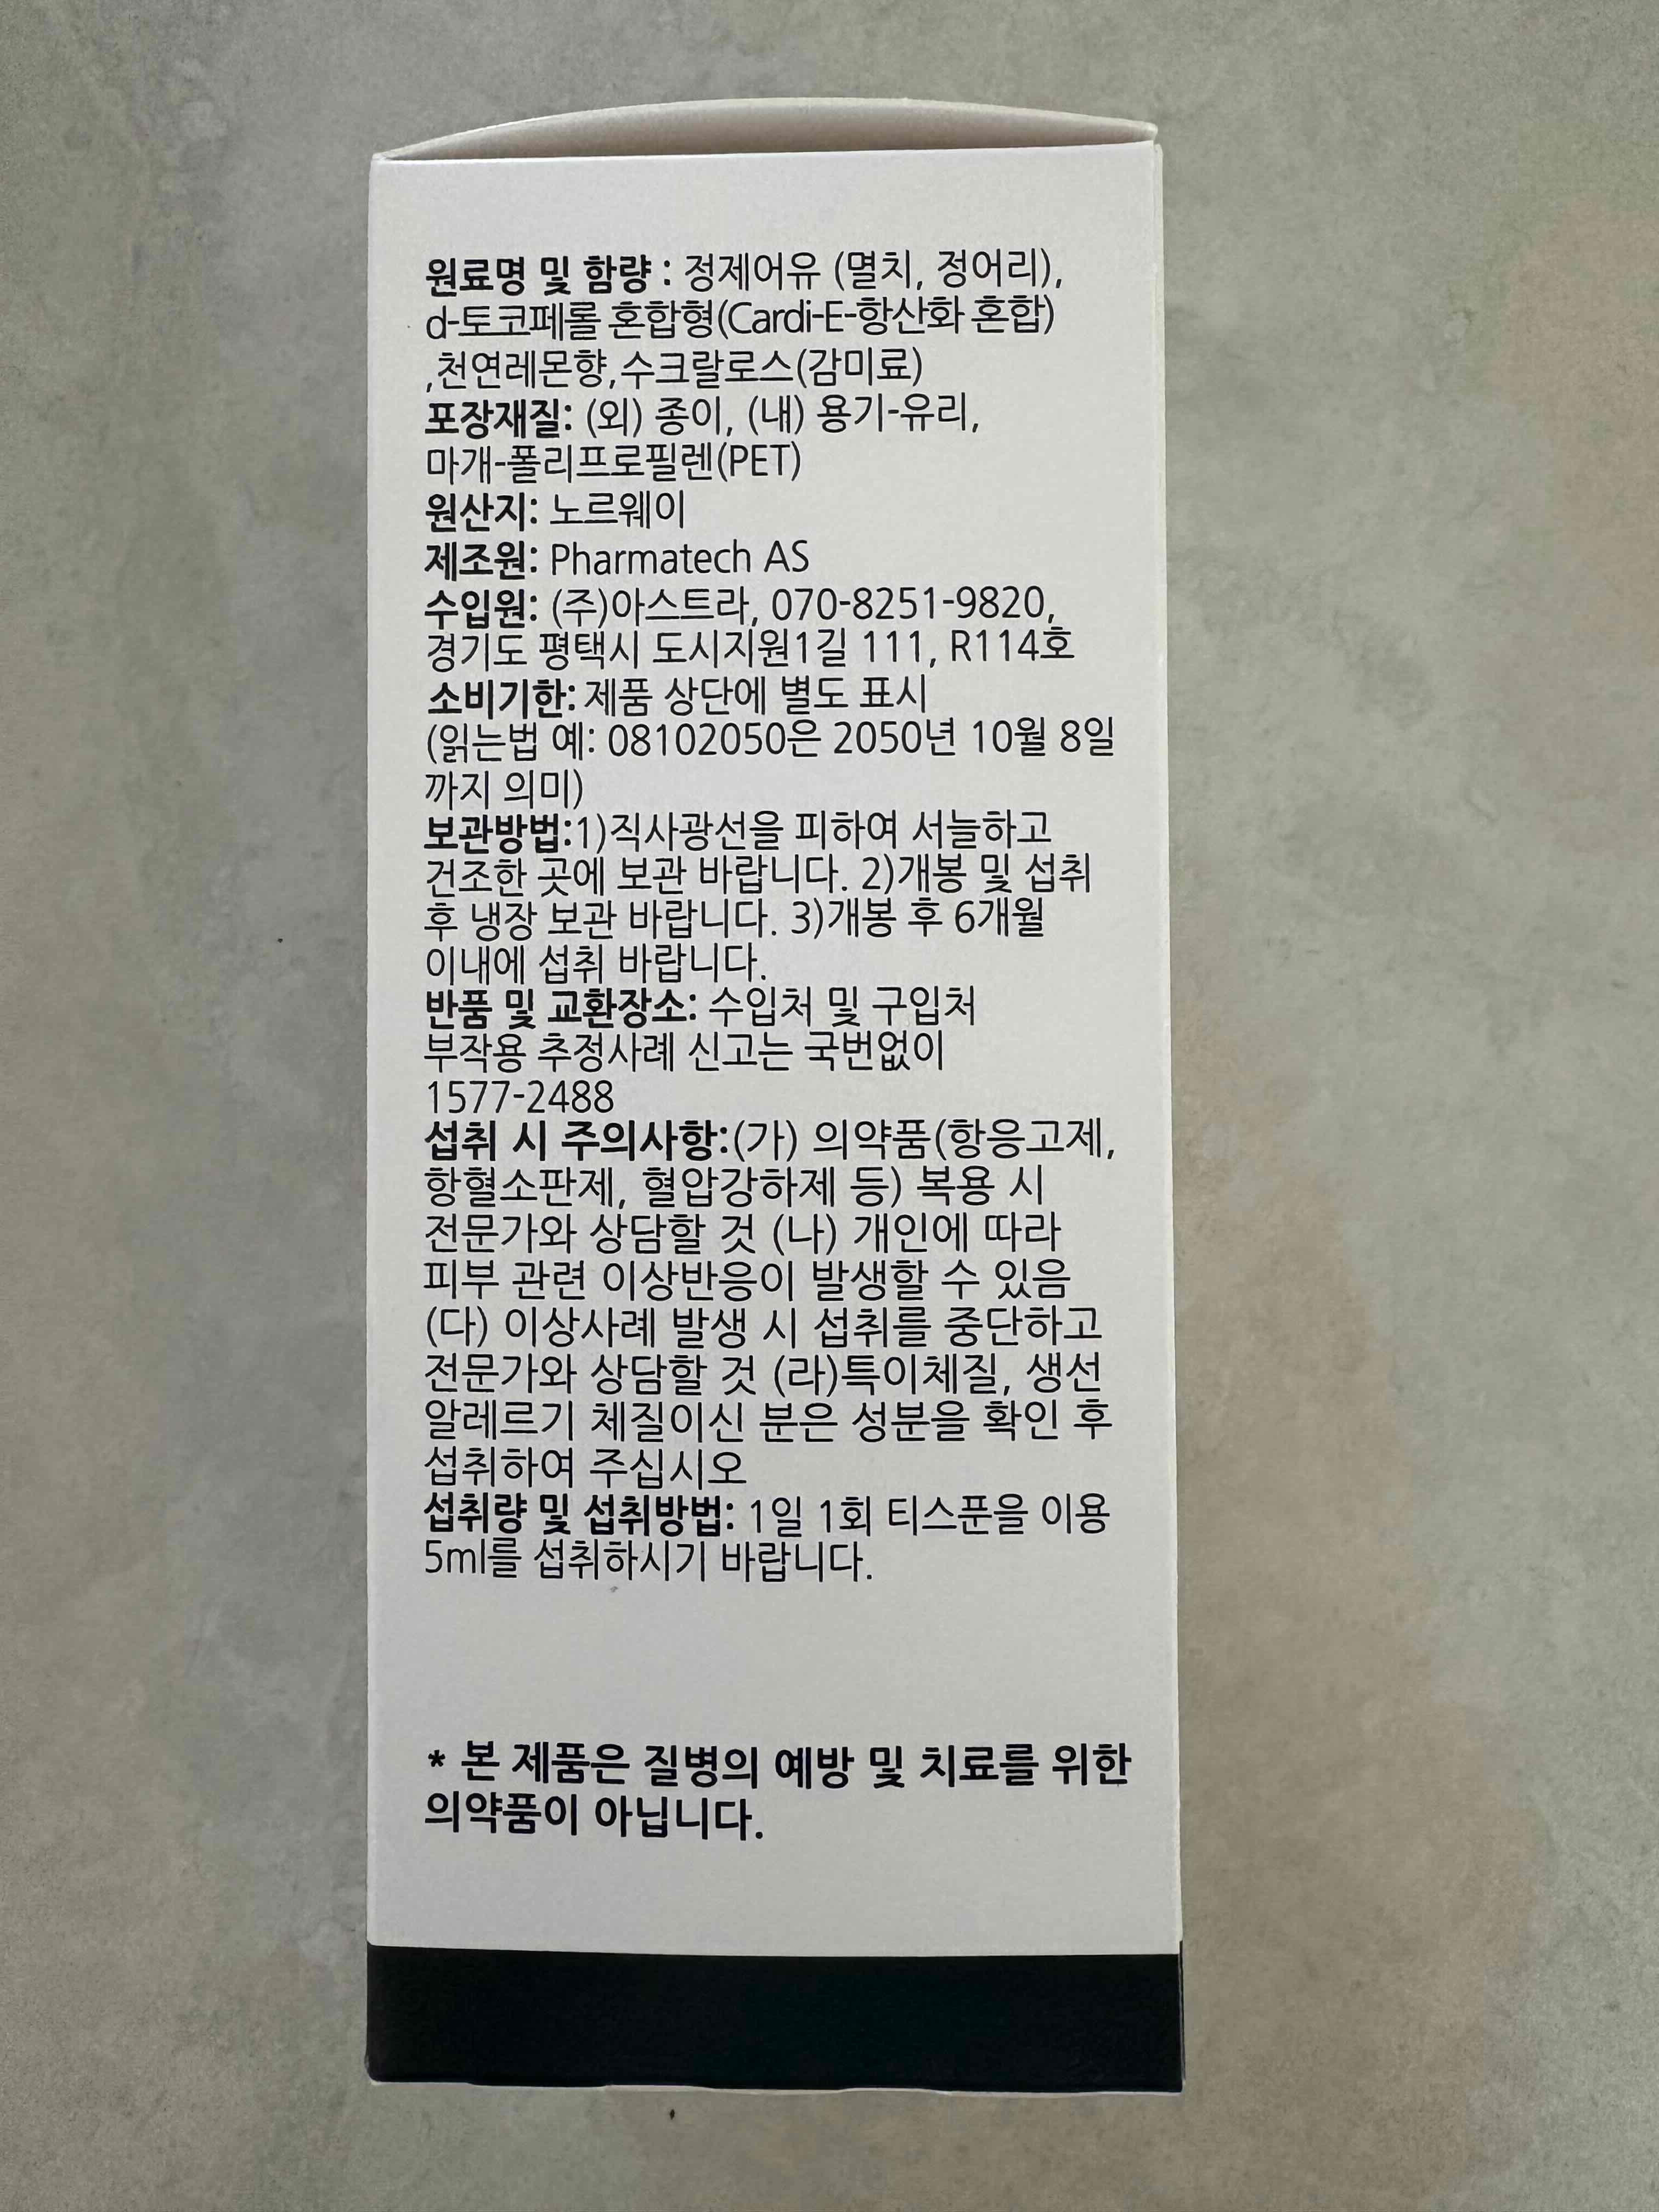 원료명 및 함량 : 정제어유 (멸치, 정어리),
d-토코페롤 혼합형(Cardi-E-항산화 혼합)
,천연레몬향,수크랄로스(감미료)
포장재질: (외) 종이, (내) 용기-유리,
마개-폴리프로필렌(PET)
원산지: 노르웨이
제조원: Pharmatech AS
수입원: (주)아스트라, 070-8251-9820,
경기도 평택시 도시지원1길 111, R114호
소비기한: 제품 상단에 별도 표시
(읽는법 예: 08102050은 2050년 10월 8일
까지 의미)
보관방법:1)직사광선을 피하여 서늘하고
건조한 곳에 보관 바랍니다. 2)개봉 및 섭취
후 냉장 보관 바랍니다. 3)개봉 후 6개월
이내에 섭취 바랍니다.
반품 및 교환장소: 수입처 및 구입처
부작용 추정사례 신고는 국번없이
1577-2488
섭취 시 주의사항:(가) 의약품(항응고제,
항혈소판제, 혈압강하제 등) 복용 시
전문가와 상담할 것 (나) 개인에 따라
피부 관련 이상반응이 발생할 수 있음
(다) 이상사례 발생 시 섭취를 중단하고
전문가와 상담할 것 (라)특이체질, 생선
알레르기 체질이신 분은 성분을 확인 후
섭취하여 주십시오
섭취량 및 섭취방법: 1일 1회 티스푼을 이용
5ml를 섭취하시기 바랍니다.
* 본 제품은 질병의 예방 및 치료를 위한
의약품이 아닙니다.